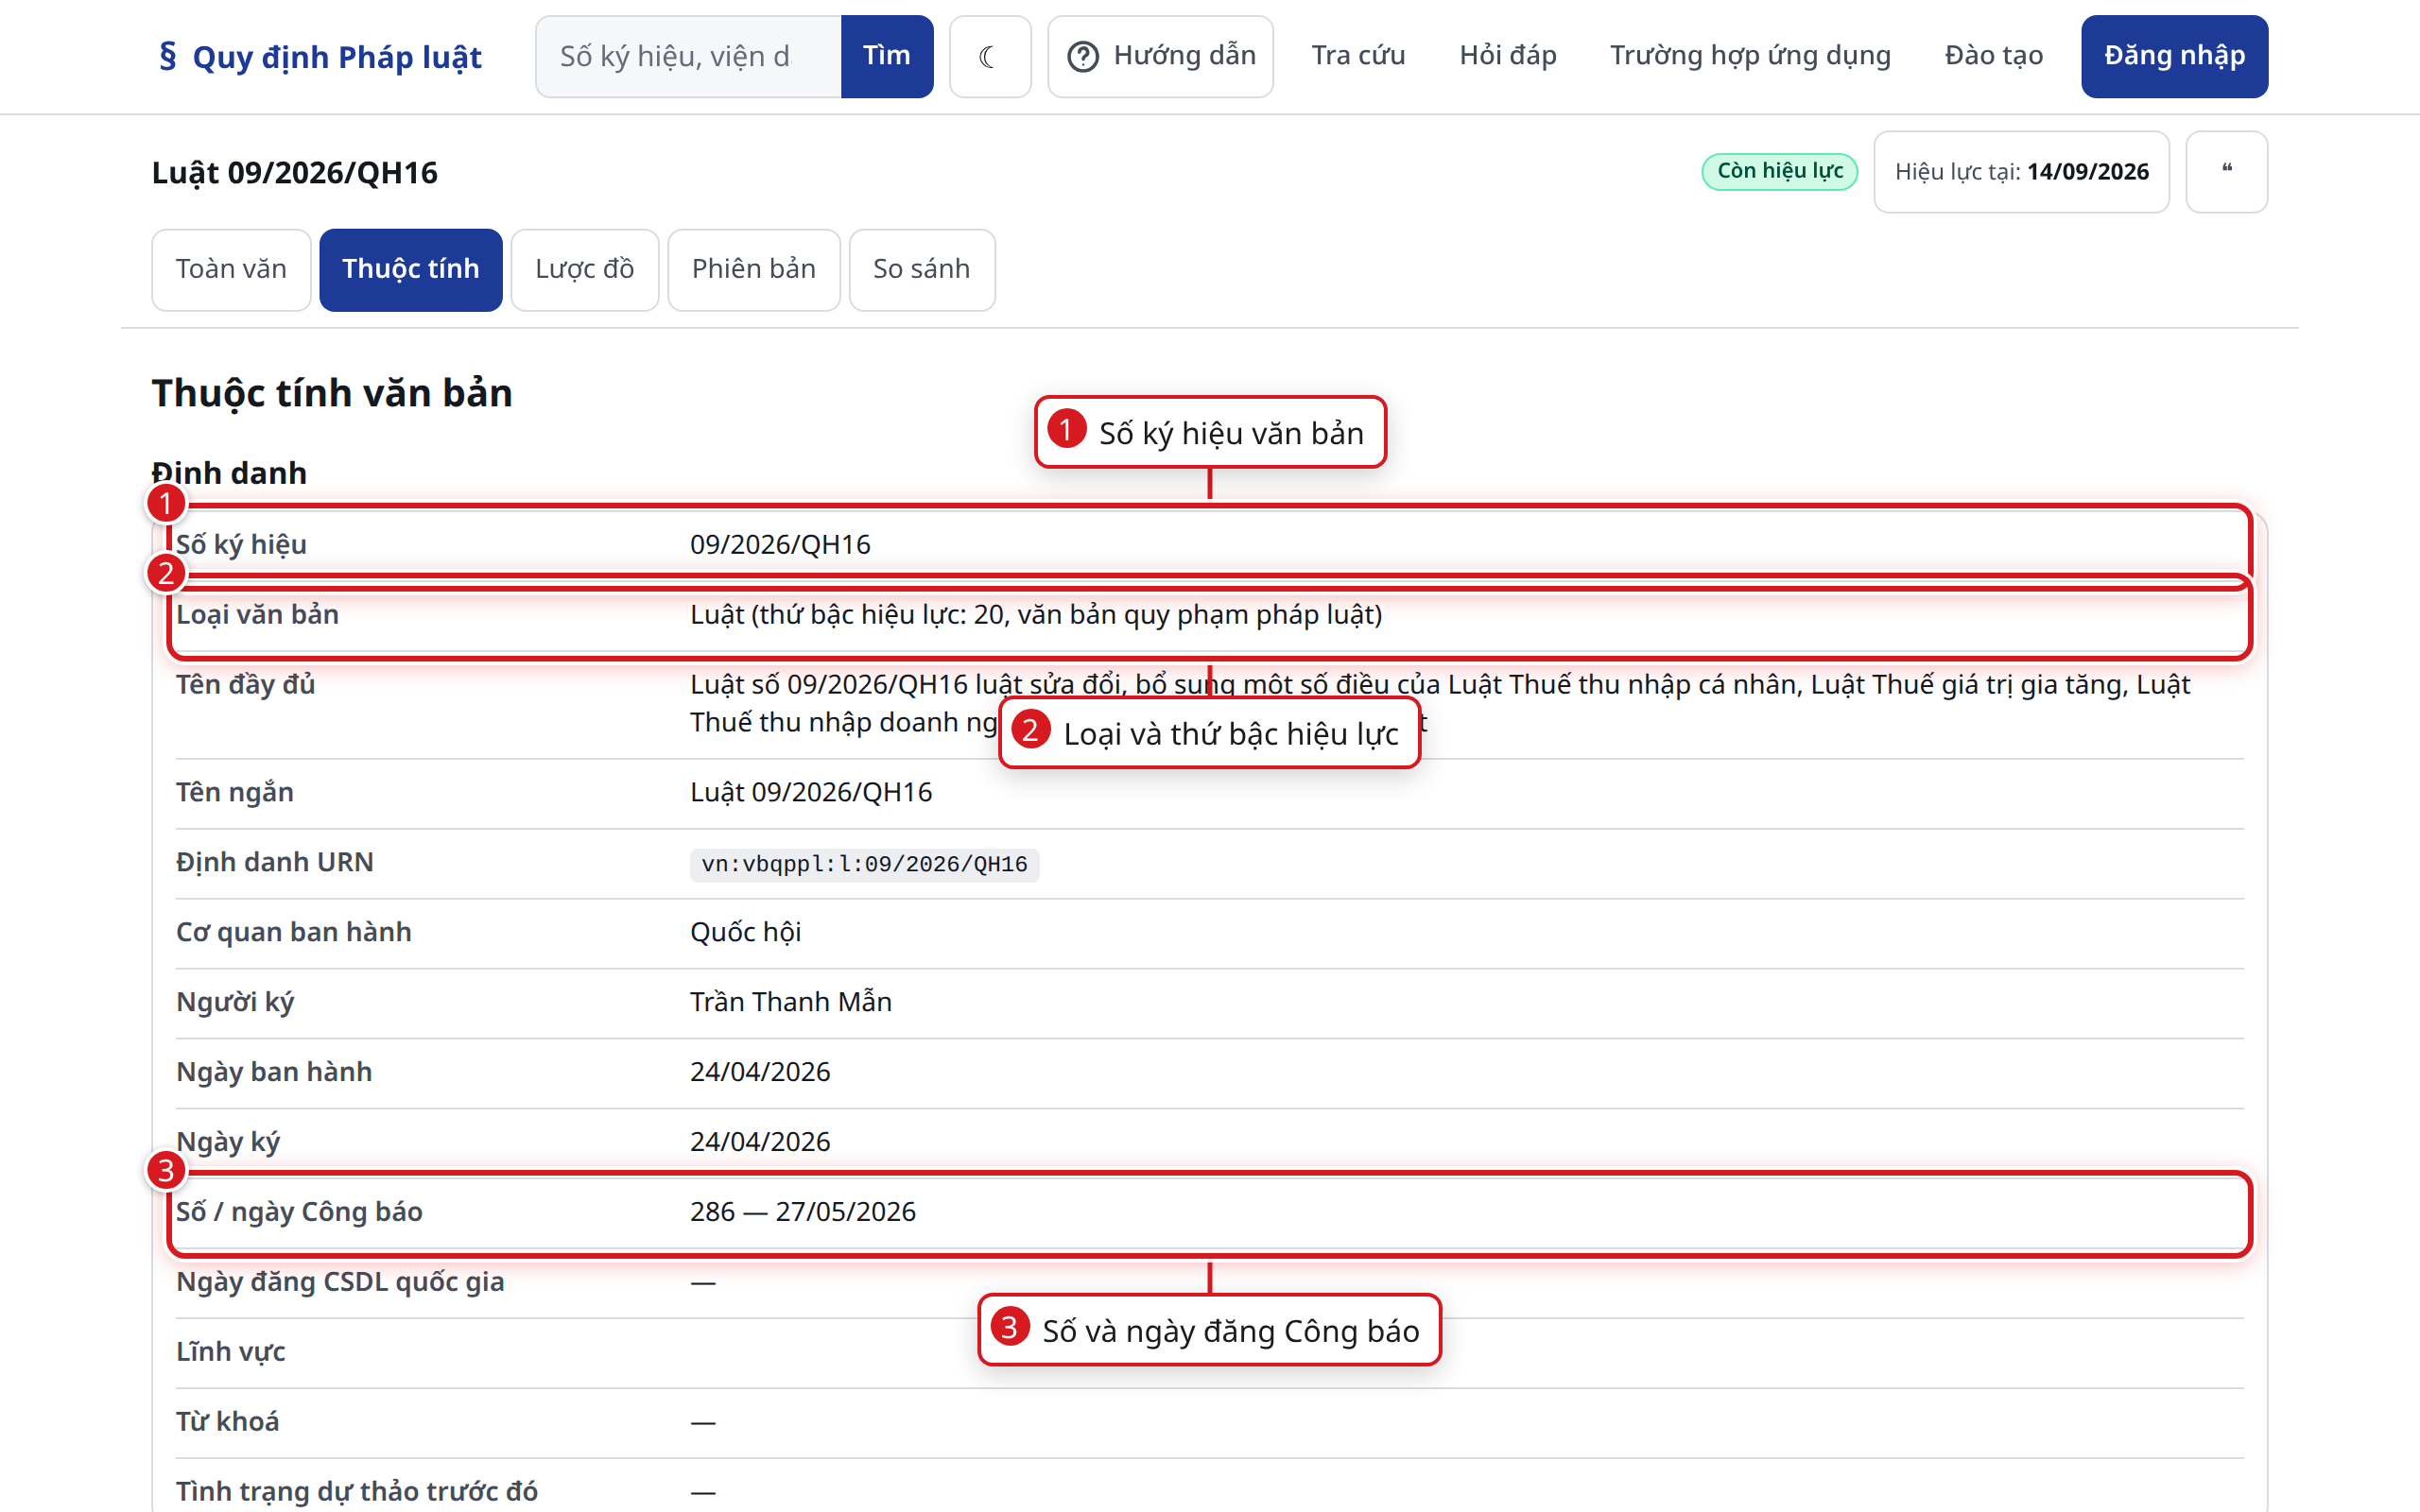 § Quy định Pháp luật
Số ký hiệu, viện d
Tìm
Hướng dẫn
Tra cứu
Hỏi đáp
Trường hợp ứng dụng
Đào tạo
Đăng nhập
Luật 09/2026/QH16
Còn hiệu lực
Hiệu lực tại: 14/09/2026
❝
Toàn văn
Thuộc tính
Lược đồ
Phiên bản
So sánh
Thuộc tính văn bản
1 Số ký hiệu văn bản
Định danh
1
Số ký hiệu 09/2026/QH16
2
Loại văn bản Luật (thứ bậc hiệu lực: 20, văn bản quy phạm pháp luật)
Tên đầy đủ Luật số 09/2026/QH16 luật sửa đổi, bổ sung một số điều của Luật Thuế thu nhập cá nhân, Luật Thuế giá trị gia tăng, Luật
Thuế thu nhập doanh ng
2 Loại và thứ bậc hiệu lực
Tên ngắn Luật 09/2026/QH16
Định danh URN vn:vbqppl:l:09/2026/QH16
Cơ quan ban hành Quốc hội
Người ký Trần Thanh Mẫn
Ngày ban hành 24/04/2026
Ngày ký 24/04/2026
3
Số / ngày Công báo 286 — 27/05/2026
Ngày đăng CSDL quốc gia —
3 Số và ngày đăng Công báo
Lĩnh vực
Từ khoá —
Tình trạng dự thảo trước đó —